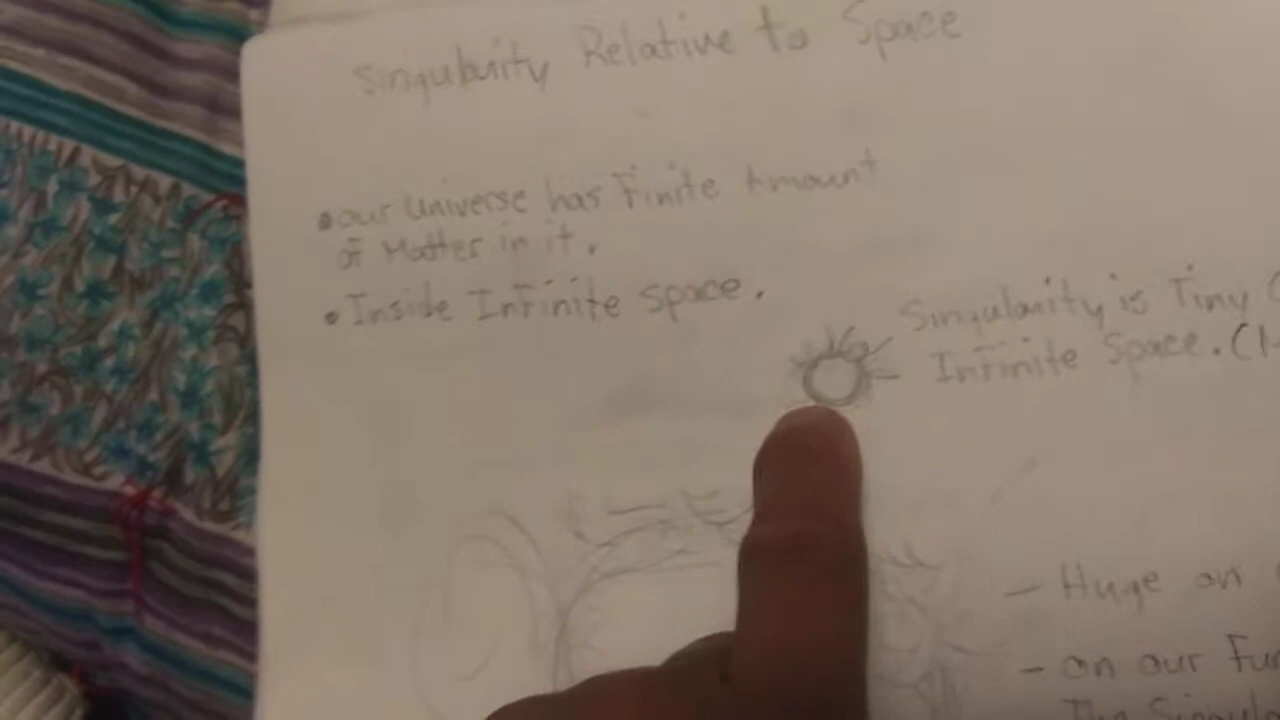 Singularity Relative to Space
• our Universe has Finite Amount
of Matter in it.
• Inside Infinite space.
Singularity is Tiny
Infinite Space. (
- Huge on
- on our
The